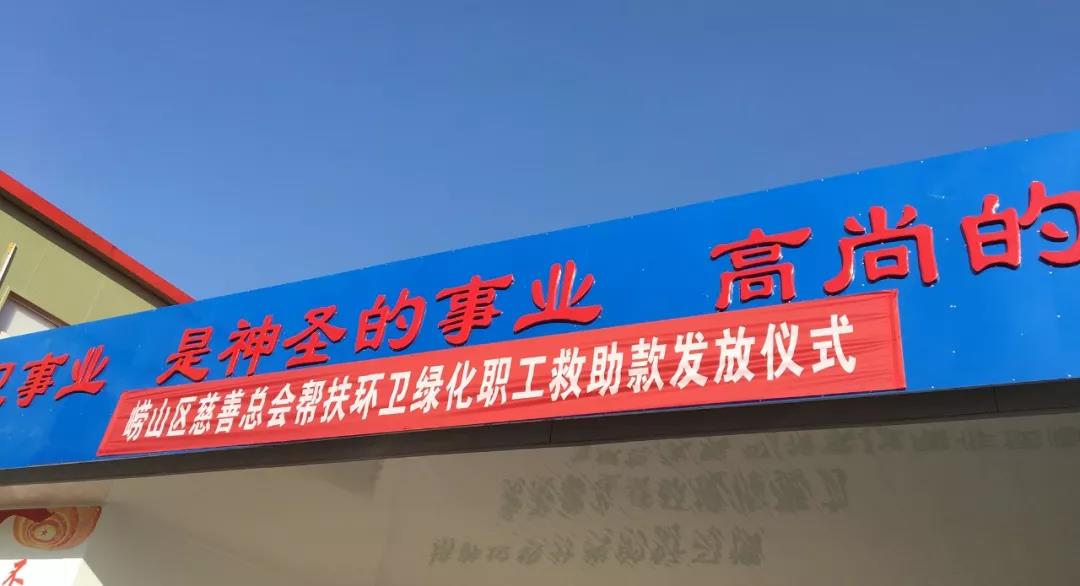 卫事业 是神圣的事业 高尚的
崂山区慈善总会帮扶环卫绿化职工救助款发放仪式